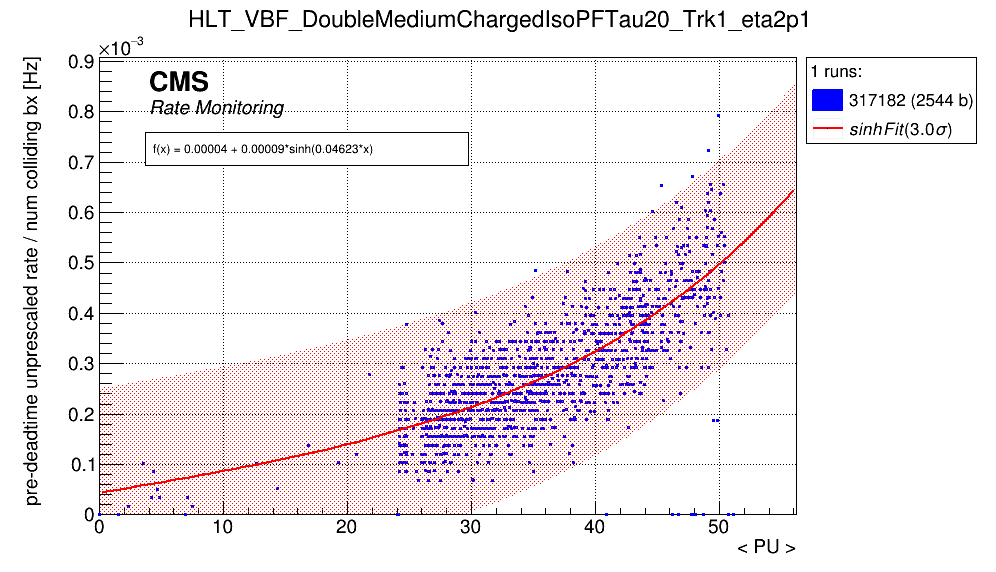 HLT_VBF_DoubleMediumChargedIsoPFTau20_Trk1_eta2p1
×10⁻³
pre-deadtime unprescaled rate / num colliding bx [Hz]
0.9
0.8
0.7
0.6
0.5
0.4
0.3
0.2
0.1
0
CMS
Rate Monitoring
f(x) = 0.00004 + 0.00009*sinh(0.04623*x)
0 10 20 30 40 50
< PU >
1 runs:
317182 (2544 b)
sinhFit(3.0σ)